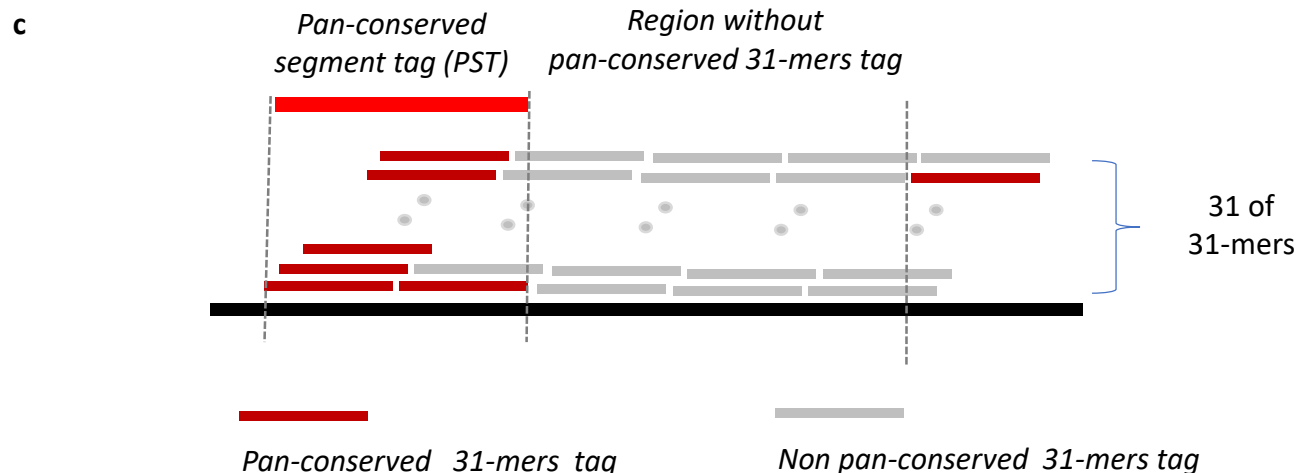 c
Pan-conserved
segment tag (PST)
Region without
pan-conserved 31-mers tag
31 of
31-mers
Pan-conserved 31-mers tag
Non pan-conserved 31-mers tag